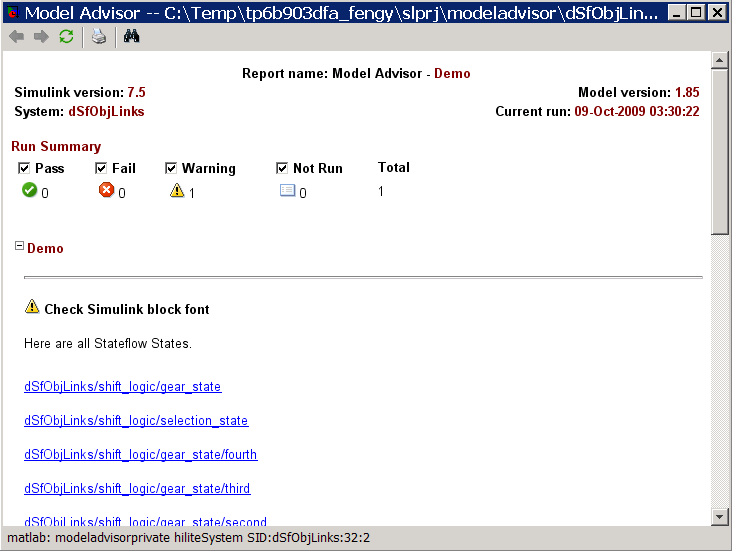 Model Advisor -- C:\Temp\tp6b903dfa_fengy\slprj\modeladvisor\dSfObjLin...
Report name: Model Advisor - Demo
Simulink version: 7.5 Model version: 1.85
System: dSfObjLinks Current run: 09-Oct-2009 03:30:22
Run Summary
Pass Fail Warning Not Run Total
0 0 1 0 1
Demo
Check Simulink block font
Here are all Stateflow States.
dSfObjLinks/shift_logic/gear_state
dSfObjLinks/shift_logic/selection_state
dSfObjLinks/shift_logic/gear_state/fourth
dSfObjLinks/shift_logic/gear_state/third
dSfObjLinks/shift_logic/gear_state/second
matlab: modeladvisorprivate hiliteSystem SID:dSfObjLinks:32:2